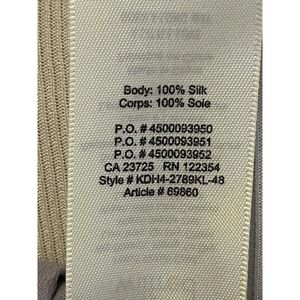 Body: 100% Silk
Corps: 100% Soie
P.O. # 4500093950
P.O. # 4500093951
P.O. # 4500093952
CA 23725 RN 122354
Style # KDH4-2789KL-48
Article # 69860